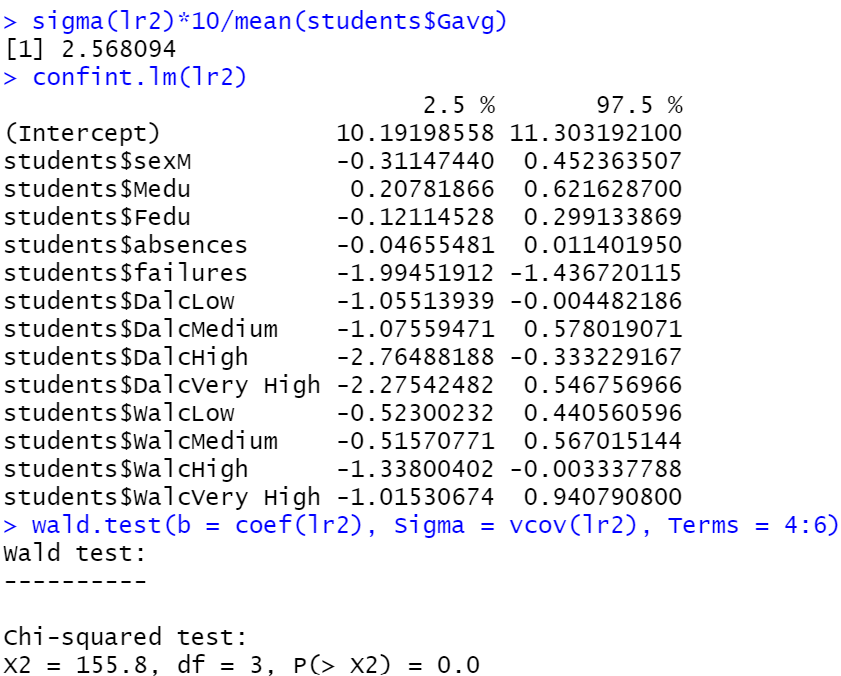 > sigma(lr2)*10/mean(students$Gavg)
[1] 2.568094
> confint.lm(lr2)
                            2.5 %       97.5 %
(Intercept)           10.19198558 11.303192100
students$sexM         -0.31147440  0.452363507
students$Medu          0.20781866  0.621628700
students$Fedu         -0.12114528  0.299133869
students$absences     -0.04655481  0.011401950
students$failures     -1.99451912 -1.436720115
students$DalcLow      -1.05513939 -0.004482186
students$DalcMedium   -1.07559471  0.578019071
students$DalcHigh     -2.76488188 -0.333229167
students$DalcVery High -2.27542482  0.546756966
students$WalcLow      -0.52300232  0.440560596
students$WalcMedium   -0.51570771  0.567015144
students$WalcHigh     -1.33800402 -0.003337788
students$WalcVery High -1.01530674  0.940790800
> wald.test(b = coef(lr2), Sigma = vcov(lr2), Terms = 4:6)
Wald test:
----------
Chi-squared test:
X2 = 155.8, df = 3, P(> X2) = 0.0